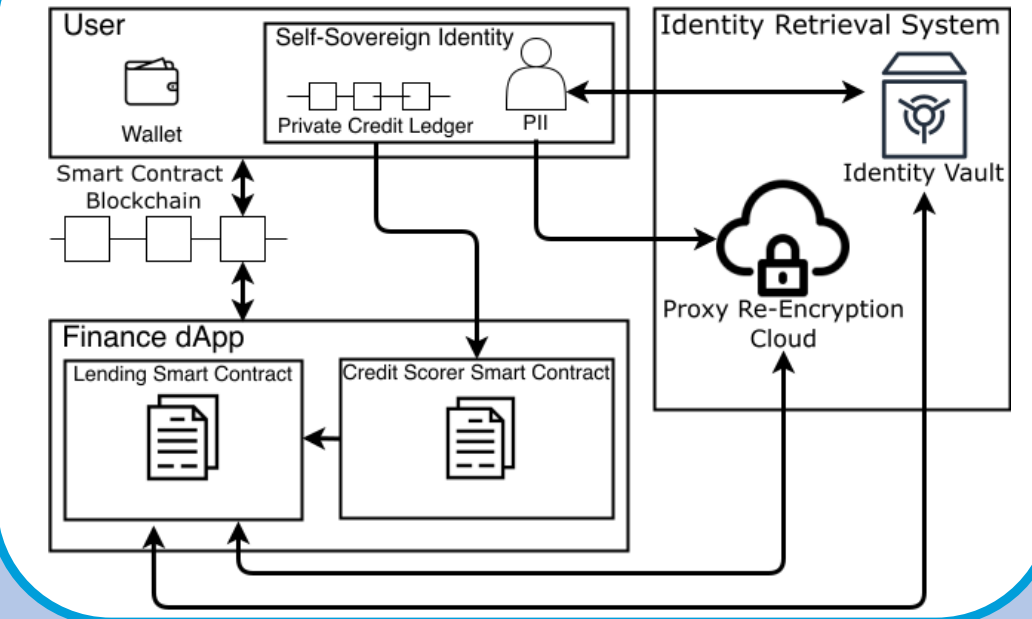 User
Self-Sovereign Identity
Wallet
Private Credit Ledger
PII
Identity Retrieval System
Identity Vault
Smart Contract
Blockchain
Proxy Re-Encryption
Cloud
Finance dApp
Lending Smart Contract
Credit Scorer Smart Contract